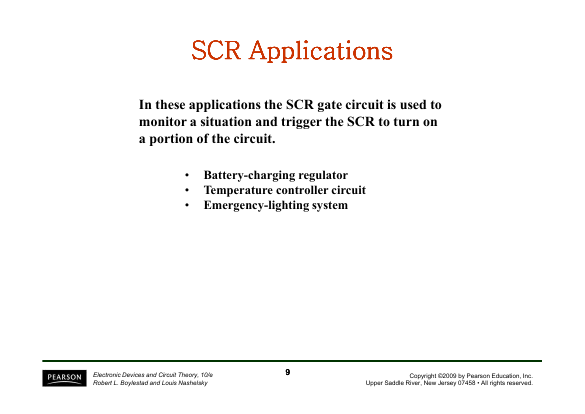 SCR Applications
In these applications the SCR gate circuit is used to
monitor a situation and trigger the SCR to turn on
a portion of the circuit.
• Battery-charging regulator
• Temperature controller circuit
• Emergency-lighting system
PEARSON
Electronic Devices and Circuit Theory, 10/e
Robert L. Boylestad and Louis Nashelsky
9
Copyright ©2009 by Pearson Education, Inc.
Upper Saddle River, New Jersey 07458 • All rights reserved.